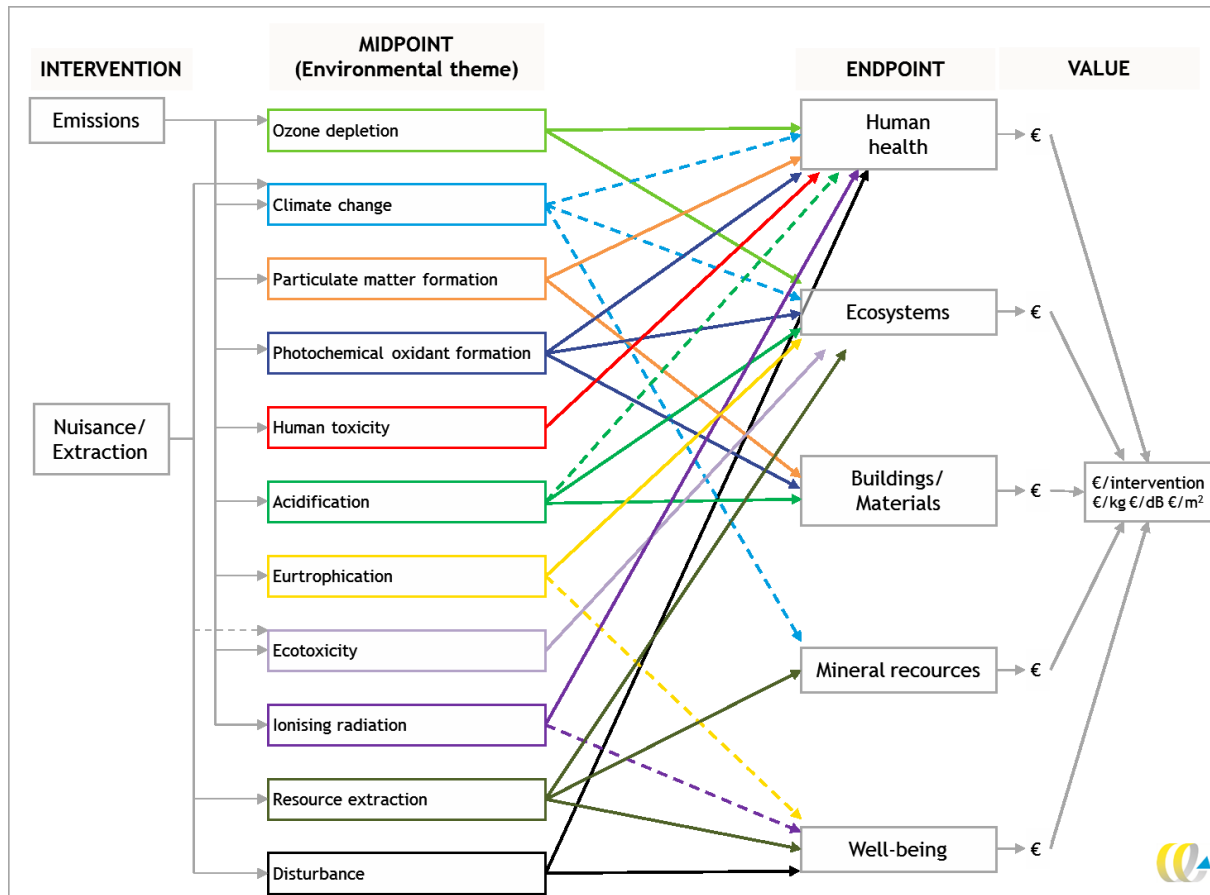 INTERVENTION
MIDPOINT
(Environmental theme)
ENDPOINT
VALUE
Emissions
Nuisance/
Extraction
Ozone depletion
Climate change
Particulate matter formation
Photochemical oxidant formation
Human toxicity
Acidification
Eurtrophication
Ecotoxicity
Ionising radiation
Resource extraction
Disturbance
Human
health
Ecosystems
Buildings/
Materials
Mineral recources
Well-being
€
€
€
€
€
€/intervention
€/kg €/dB €/m²